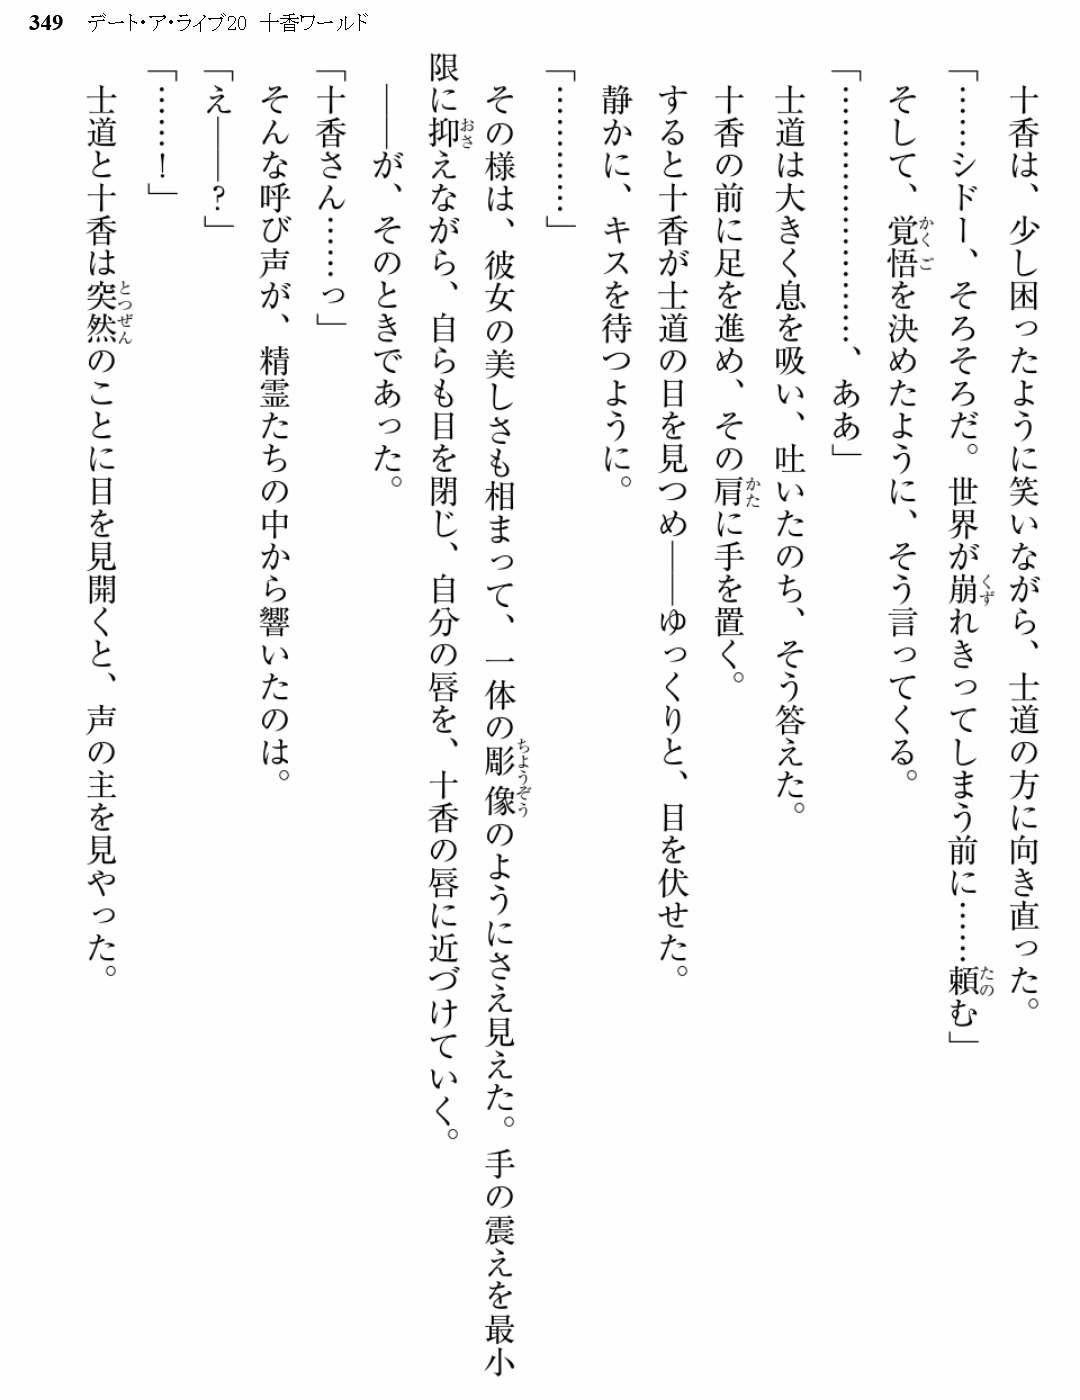 349 デート・ア・ライブ20 十香ワールド
十香は、少し困ったように笑いながら、士道の方に向き直った。
「……シドー、そろそろだ。世界が崩れきってしまう前に……頼む」
そして、覚悟を決めたように、そう言ってくる。
「……………………、ああ」
士道は大きく息を吸い、吐いたのち、そう答えた。
十香の前に足を進め、その肩に手を置く。
すると十香が士道の目を見つめ――ゆっくりと、目を伏せた。
静かに、キスを待つように。
「…………」
その様は、彼女の美しさも相まって、一体の彫像のようにさえ見えた。手の震えを最小
限に抑えながら、自らも目を閉じ、自分の唇を、十香の唇に近づけていく。
――が、そのときであった。
「十香さん……っ」
そんな呼び声が、精霊たちの中から響いたのは。
「え――？」
「……！」
士道と十香は突然のことに目を見開くと、声の主を見やった。